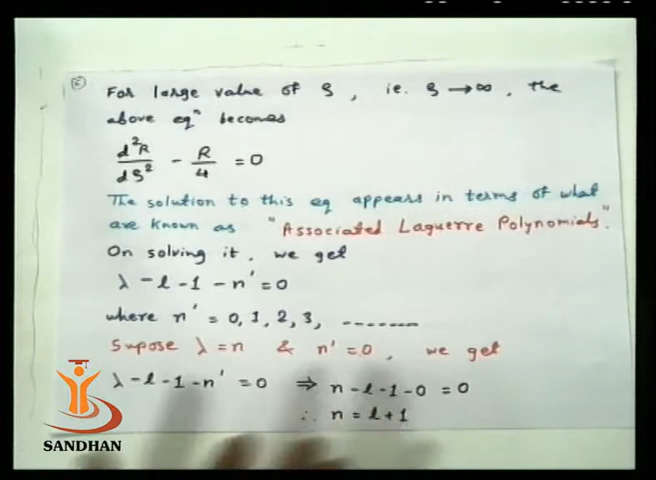 6
For large value of ϱ, ie. ϱ → ∞, the
above eqⁿ becomes
d²R/dϱ² - R/4 = 0
The solution to this eq appears in terms of what
are known as "Associated Laguerre Polynomials".
On solving it, we get
λ - l - 1 - n' = 0
where n' = 0, 1, 2, 3, --------
Supose λ = n & n' = 0, we get
λ - l - 1 - n' = 0 ⇒ n - l - 1 - 0 = 0
∴ n = l + 1
SANDHAN